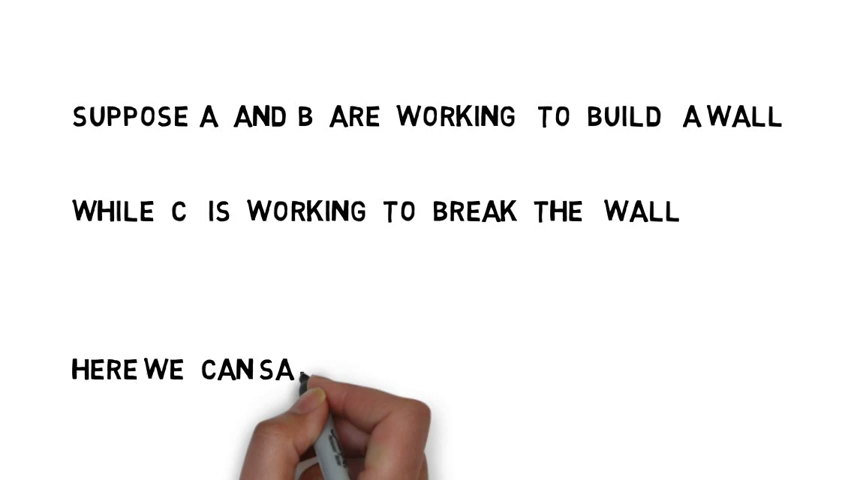 SUPPOSE A AND B ARE WORKING TO BUILD A WALL
WHILE C IS WORKING TO BREAK THE WALL
HERE WE CAN SA